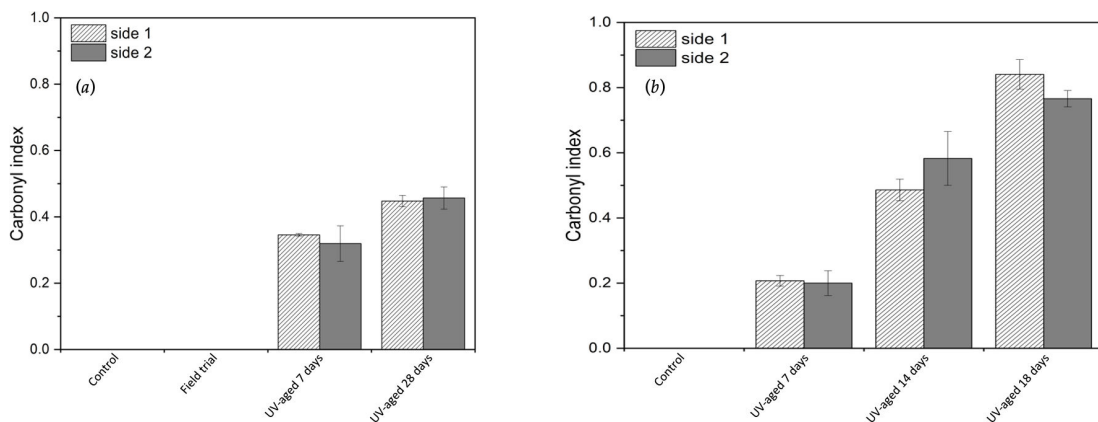 1.0
side 1
side 2
(a)
0.8
0.6
0.4
0.2
0.0
Carbonyl index
Control
Field trial
UV-aged 7 days
UV-aged 28 days
1.0
side 1
side 2
(b)
0.8
0.6
0.4
0.2
0.0
Carbonyl index
Control
UV-aged 7 days
UV-aged 14 days
UV-aged 18 days